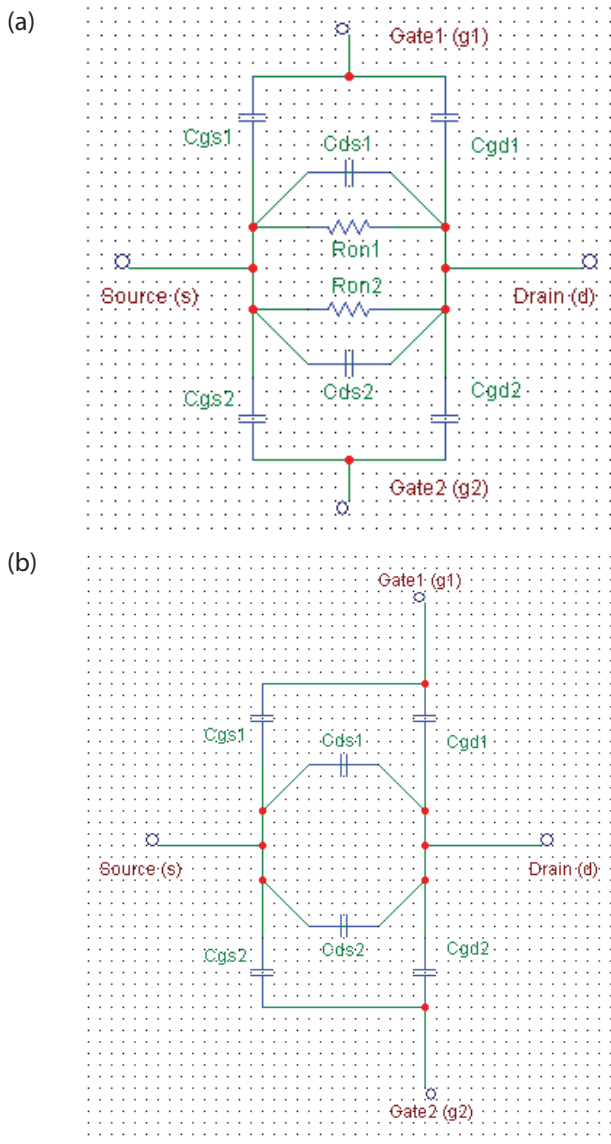 (a)
Gate1 (g1)
Cgs1
Cds1
Cgd1
Ron1
Source (s)
Ron2
Drain (d)
Cgs2
Cds2
Cgd2
Gate2 (g2)
(b)
Gate1 (g1)
Cgs1
Cds1
Cgd1
Source (s)
Drain (d)
Cgs2
Cds2
Cgd2
Gate2 (g2)